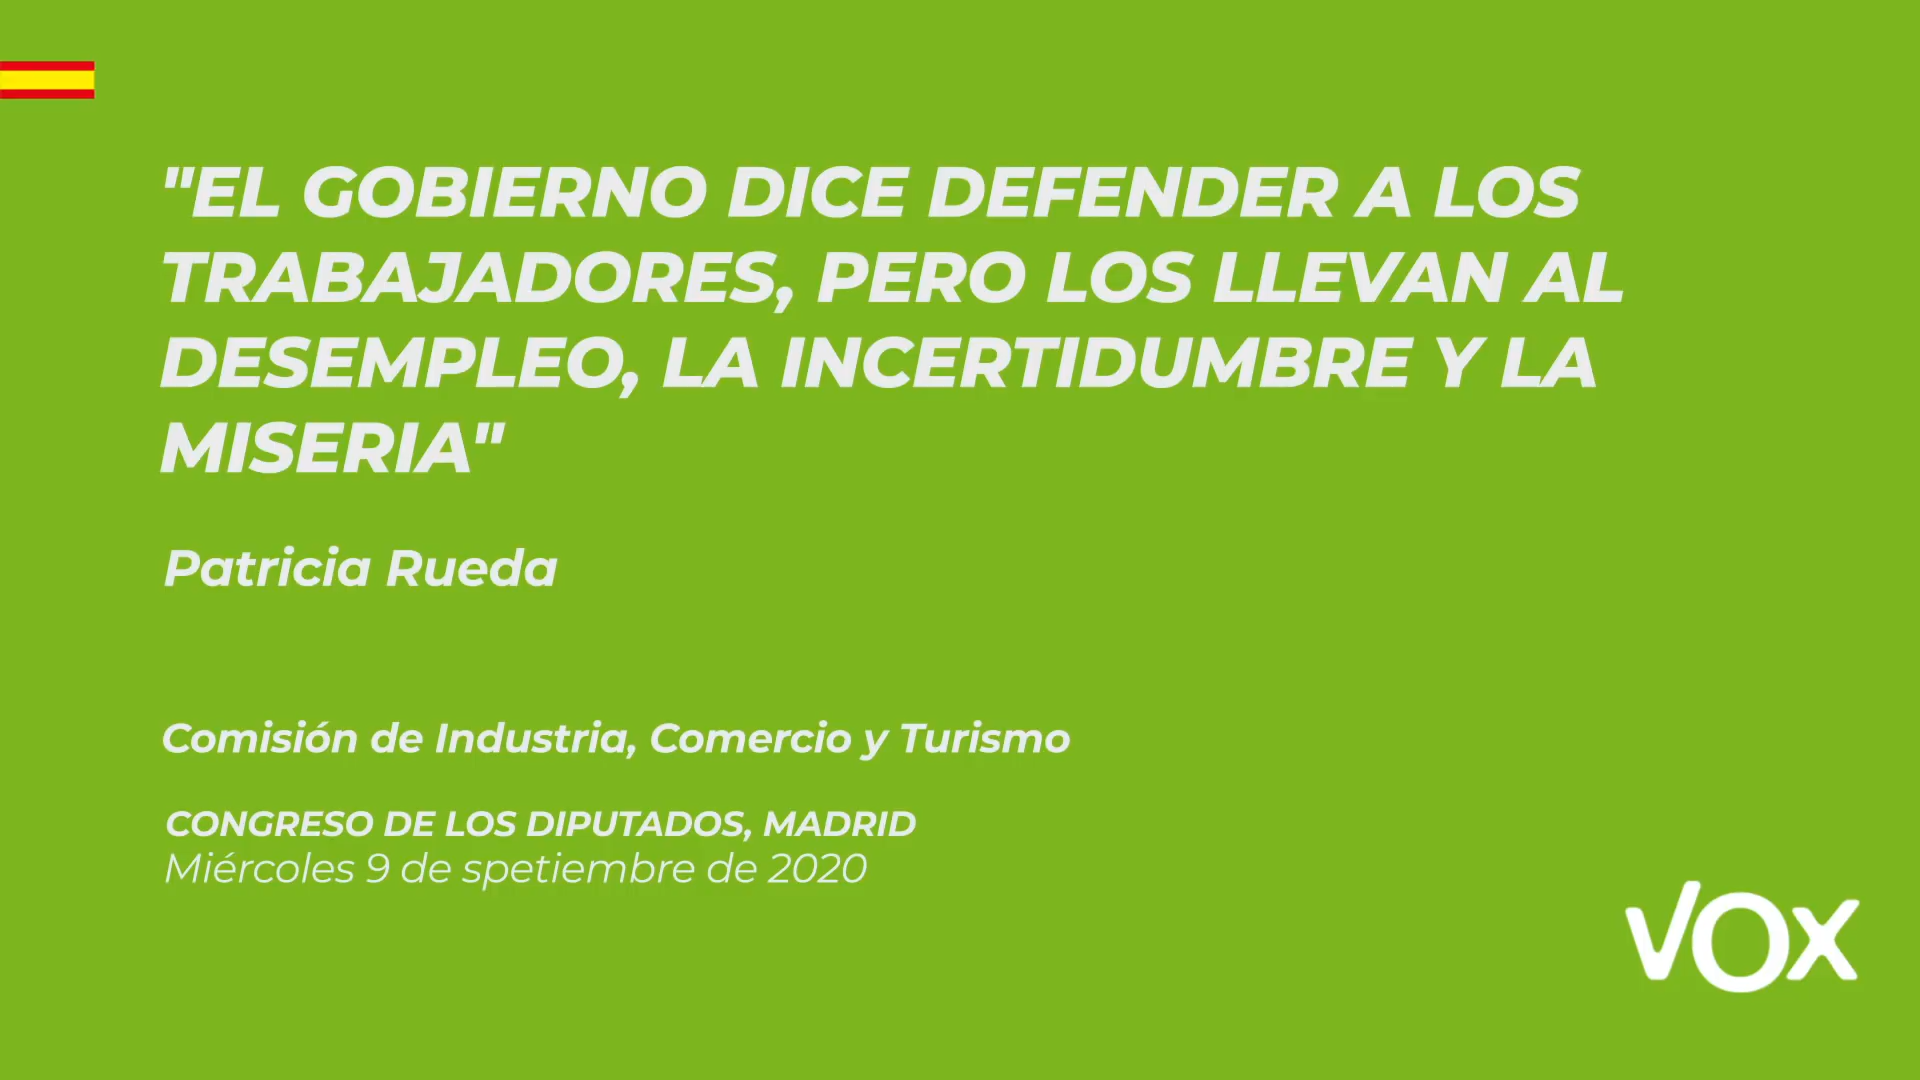 "EL GOBIERNO DICE DEFENDER A LOS
TRABAJADORES, PERO LOS LLEVAN AL
DESEMPLEO, LA INCERTIDUMBRE Y LA
MISERIA"
Patricia Rueda
Comisión de Industria, Comercio y Turismo
CONGRESO DE LOS DIPUTADOS, MADRID
Miércoles 9 de spetiembre de 2020
VOX